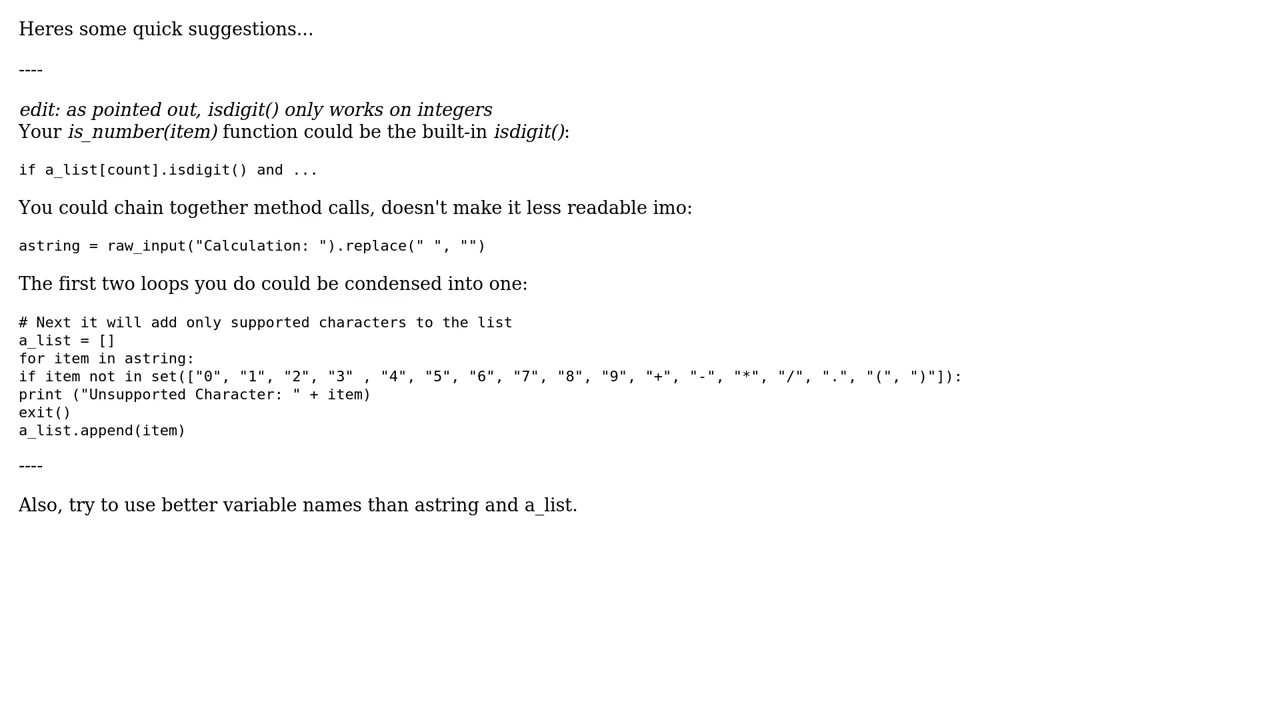 Heres some quick suggestions...
----
edit: as pointed out, isdigit() only works on integers
Your is_number(item) function could be the built-in isdigit():
if a_list[count].isdigit() and ...
You could chain together method calls, doesn't make it less readable imo:
astring = raw_input("Calculation: ").replace(" ", "")
The first two loops you do could be condensed into one:
# Next it will add only supported characters to the list
a_list = []
for item in astring:
if item not in set(["0", "1", "2", "3" , "4", "5", "6", "7", "8", "9", "+", "-", "*", "/", ".", "(", ")"]):
print ("Unsupported Character: " + item)
exit()
a_list.append(item)
----
Also, try to use better variable names than astring and a_list.